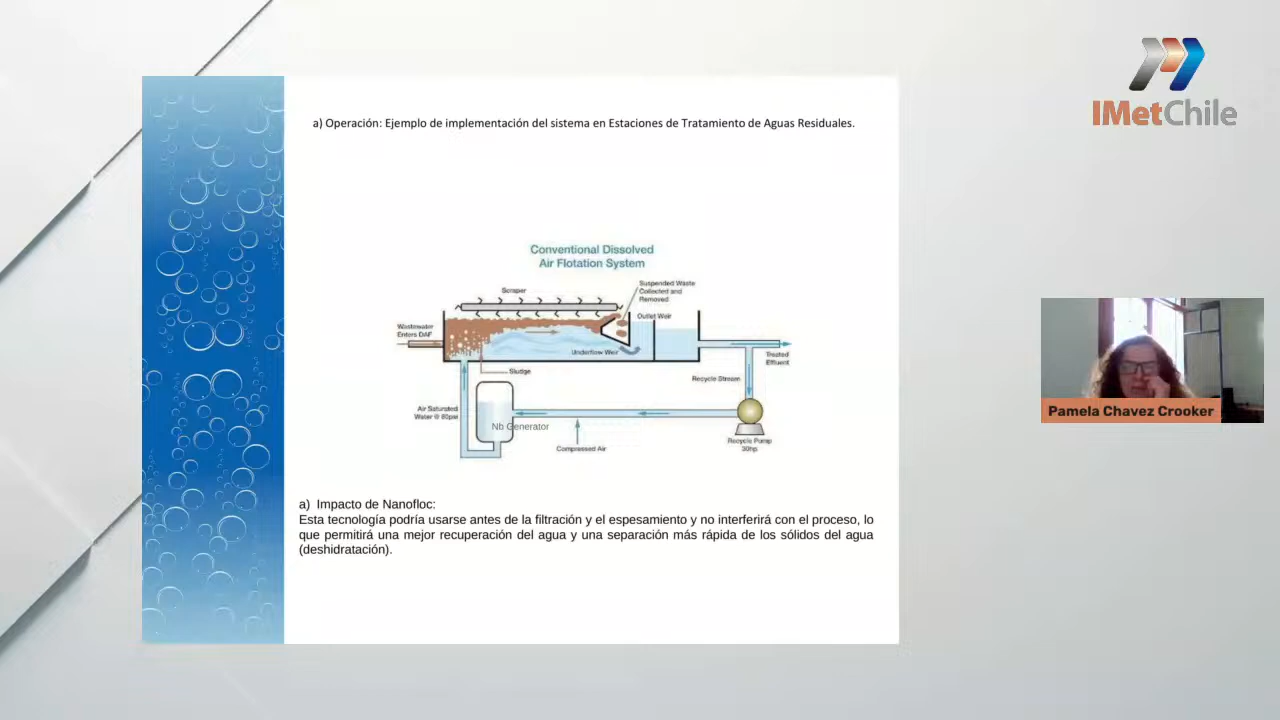 IMetChile
a) Operación: Ejemplo de implementación del sistema en Estaciones de Tratamiento de Aguas Residuales.
Conventional Dissolved
Air Flotation System
Scraper
Suspended Waste
Collected and
Removed
Outlet Weir
Wastewater
Enters DAF
Underflow Weir
Treated
Effluent
Sludge
Recycle Stream
Air Saturated
Water @ 80psi
Nb Generator
Compressed Air
Recycle Pump
30hp
Pamela Chavez Crooker
a) Impacto de Nanofloc:
Esta tecnología podría usarse antes de la filtración y el espesamiento y no interferirá con el proceso, lo
que permitirá una mejor recuperación del agua y una separación más rápida de los sólidos del agua
(deshidratación).